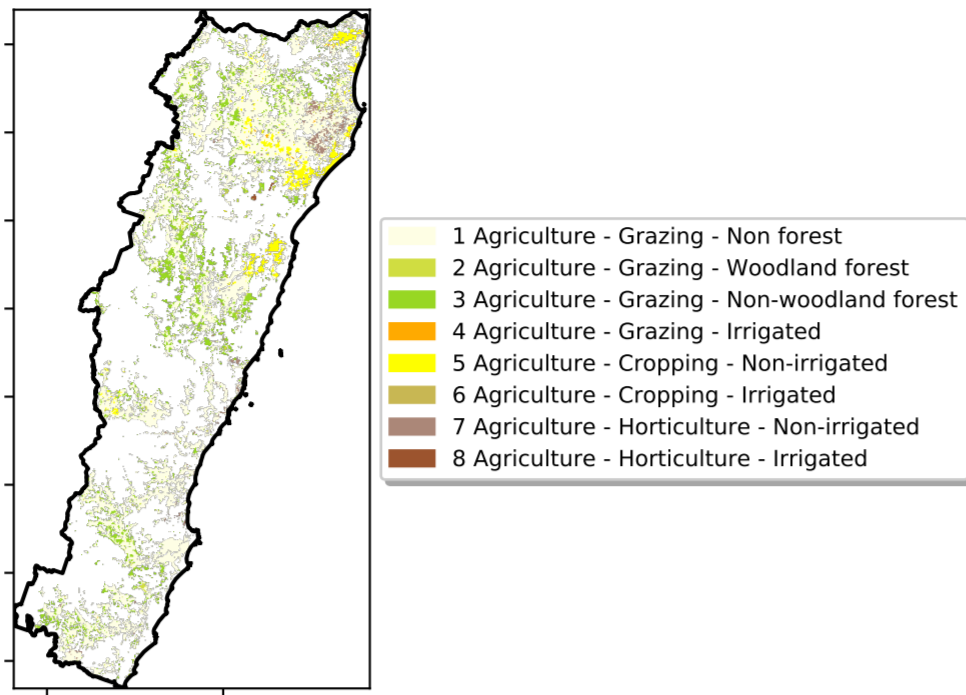 1 Agriculture - Grazing - Non forest
2 Agriculture - Grazing - Woodland forest
3 Agriculture - Grazing - Non-woodland forest
4 Agriculture - Grazing - Irrigated
5 Agriculture - Cropping - Non-irrigated
6 Agriculture - Cropping - Irrigated
7 Agriculture - Horticulture - Non-irrigated
8 Agriculture - Horticulture - Irrigated